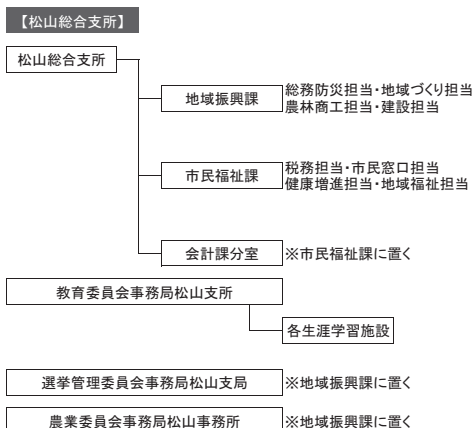 【松山総合支所】
松山総合支所
地域振興課
総務防災担当・地域づくり担当
農林商工担当・建設担当
市民福祉課
税務担当・市民窓口担当
健康増進担当・地域福祉担当
会計課分室
※市民福祉課に置く
教育委員会事務局松山支所
各生涯学習施設
選挙管理委員会事務局松山支局
※地域振興課に置く
農業委員会事務局松山事務所
※地域振興課に置く